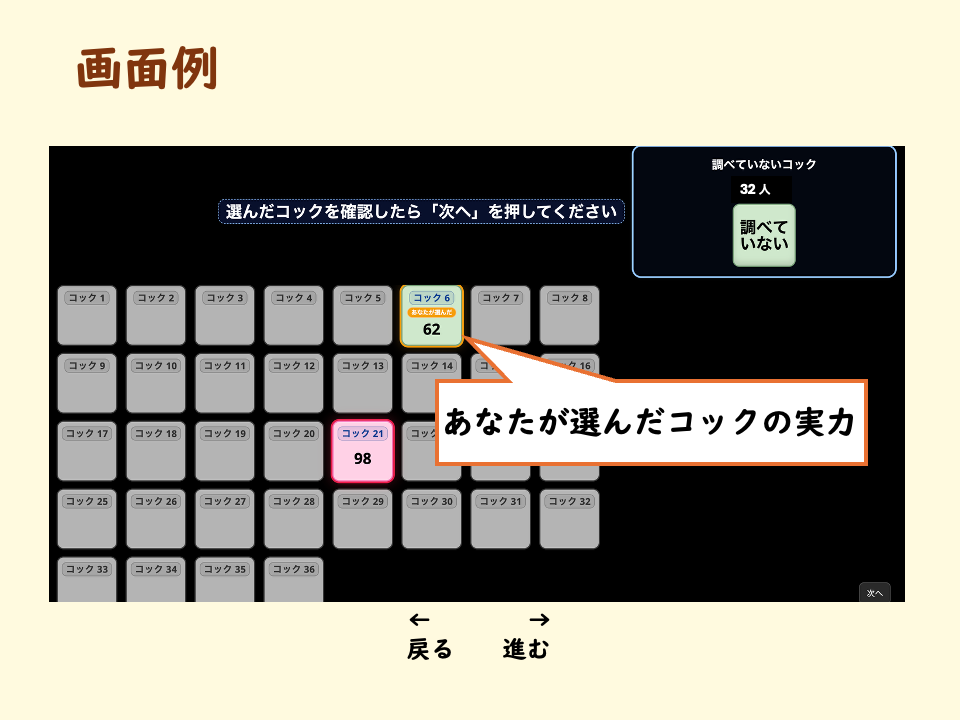 画面例
調べていないコック
32 人
選んだコックを確認したら「次へ」を押してください
調べて
いない
コック 1
コック 2
コック 3
コック 4
コック 5
コック 6
あなたが選んだ
62
コック 7
コック 8
コック 9
コック 10
コック 11
コック 12
コック 13
コック 14
16
あなたが選んだコックの実力
コック 17
コック 18
コック 19
コック 20
コック 21
98
コック 25
コック 26
コック 27
コック 28
コック 29
コック 30
コック 31
コック 32
コック 33
コック 34
コック 35
コック 36
次へ
← →
戻る 進む